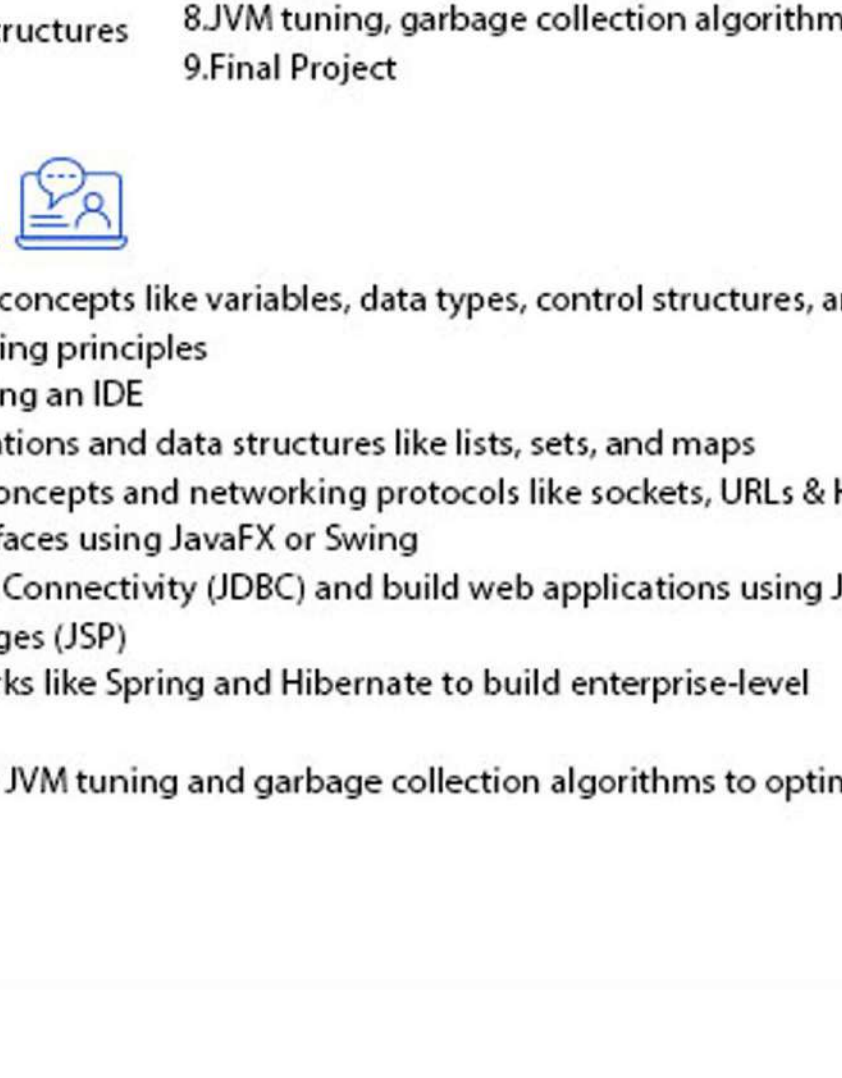 ructures
8.JVM tuning, garbage collection algorithm
9.Final Project
concepts like variables, data types, control structures, a
ing principles
ng an IDE
tions and data structures like lists, sets, and maps
oncepts and networking protocols like sockets, URLs & H
faces using JavaFX or Swing
Connectivity (JDBC) and build web applications using J
ges (JSP)
ks like Spring and Hibernate to build enterprise-level
JVM tuning and garbage collection algorithms to optim